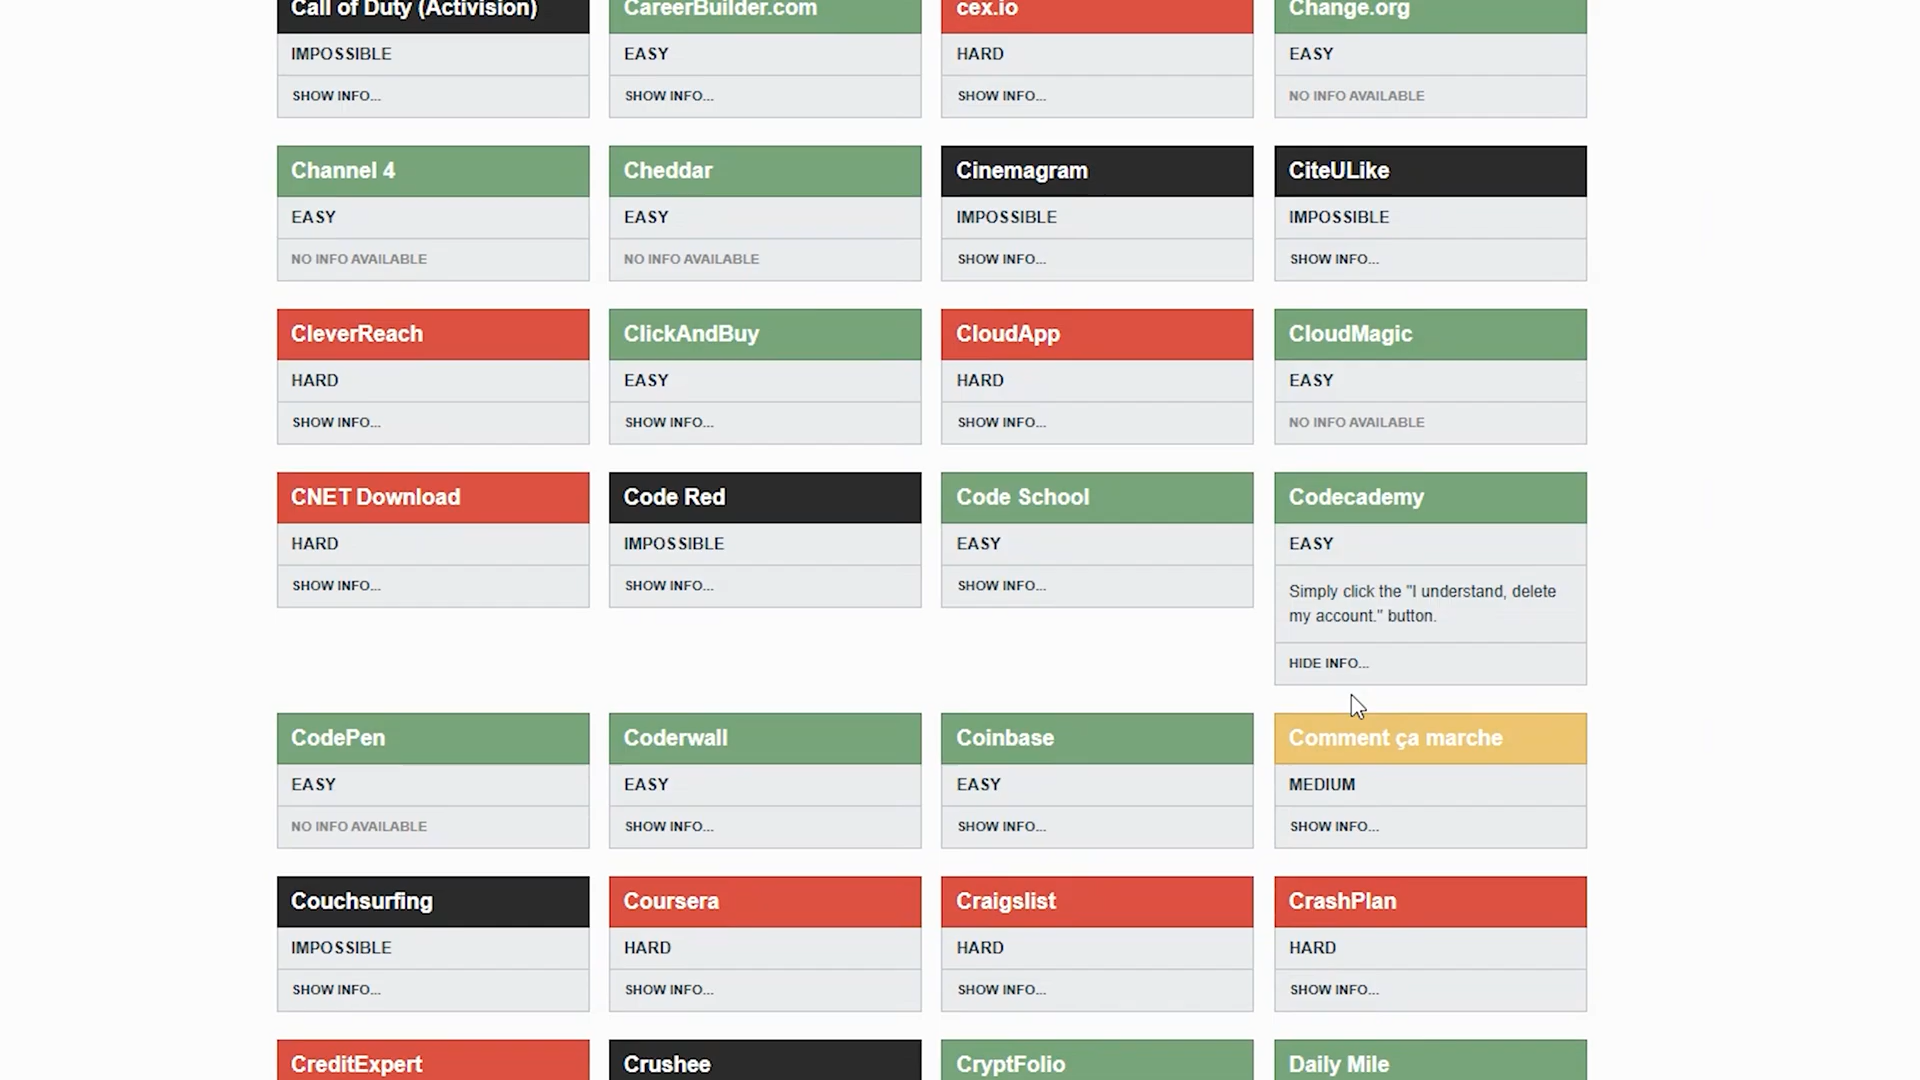 Call of Duty (Activision)
IMPOSSIBLE
SHOW INFO...
CareerBuilder.com
EASY
SHOW INFO...
cex.io
HARD
SHOW INFO...
Change.org
EASY
NO INFO AVAILABLE
Channel 4
EASY
NO INFO AVAILABLE
Cheddar
EASY
NO INFO AVAILABLE
Cinemagram
IMPOSSIBLE
SHOW INFO...
CiteULike
IMPOSSIBLE
SHOW INFO...
CleverReach
HARD
SHOW INFO...
ClickAndBuy
EASY
SHOW INFO...
CloudApp
HARD
SHOW INFO...
CloudMagic
EASY
NO INFO AVAILABLE
CNET Download
HARD
SHOW INFO...
Code Red
IMPOSSIBLE
SHOW INFO...
Code School
EASY
SHOW INFO...
Codecademy
EASY
Simply click the "I understand, delete
my account." button.
HIDE INFO...
CodePen
EASY
NO INFO AVAILABLE
Coderwall
EASY
SHOW INFO...
Coinbase
EASY
SHOW INFO...
Comment ça marche
MEDIUM
SHOW INFO...
Couchsurfing
IMPOSSIBLE
SHOW INFO...
Coursera
HARD
SHOW INFO...
Craigslist
HARD
SHOW INFO...
CrashPlan
HARD
SHOW INFO...
CreditExpert
Crushee
CryptFolio
Daily Mile